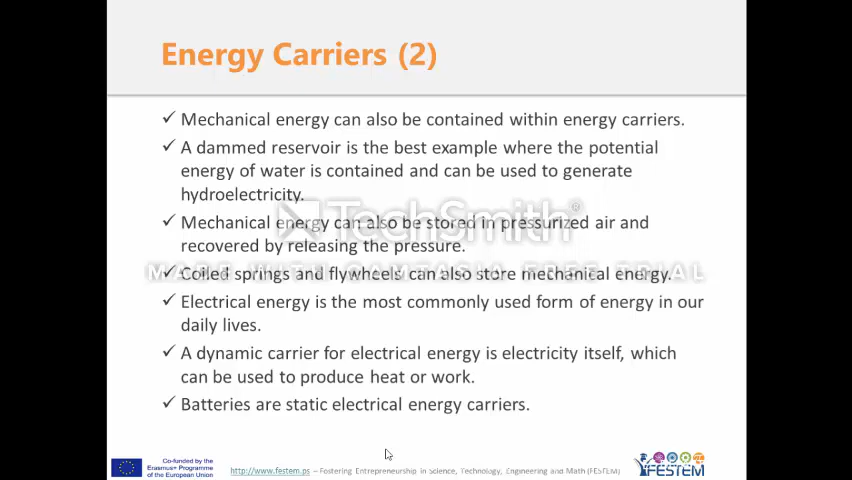 Energy Carriers (2)
✓ Mechanical energy can also be contained within energy carriers.
✓ A dammed reservoir is the best example where the potential
energy of water is contained and can be used to generate
hydroelectricity.
TechSmith®
✓ Mechanical energy can also be stored in pressurized air and
recovered by releasing the pressure.
MADE WITH CAMTASIA FREE TRIAL
✓ Coiled springs and flywheels can also store mechanical energy.
✓ Electrical energy is the most commonly used form of energy in our
daily lives.
✓ A dynamic carrier for electrical energy is electricity itself, which
can be used to produce heat or work.
✓ Batteries are static electrical energy carriers.
Co-funded by the
Erasmus+ Programme
of the European Union
http://www.festem.ps – Fostering Entrepreneurship in Science, Technology, Engineering and Math (FESTEM)
FESTEM